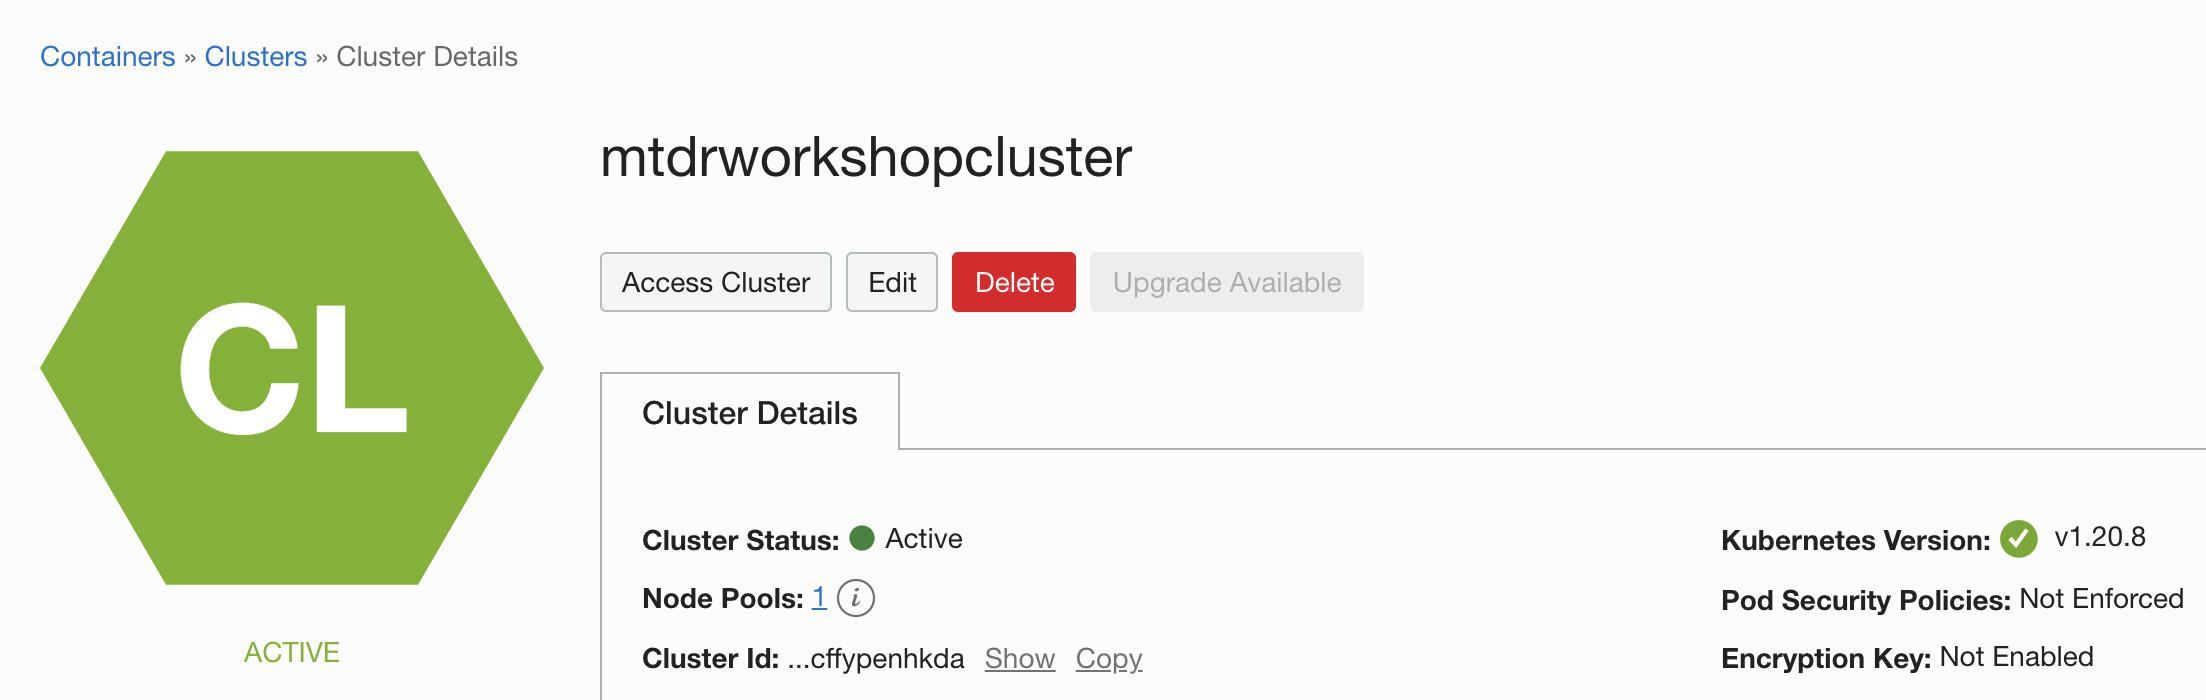 Containers » Clusters » Cluster Details
mtdrworkshopcluster
Access Cluster Edit Delete Upgrade Available
CL
ACTIVE
Cluster Details
Cluster Status: Active
Node Pools: 1 i
Cluster Id: ...cffypenhkda Show Copy
Kubernetes Version: v1.20.8
Pod Security Policies: Not Enforced
Encryption Key: Not Enabled